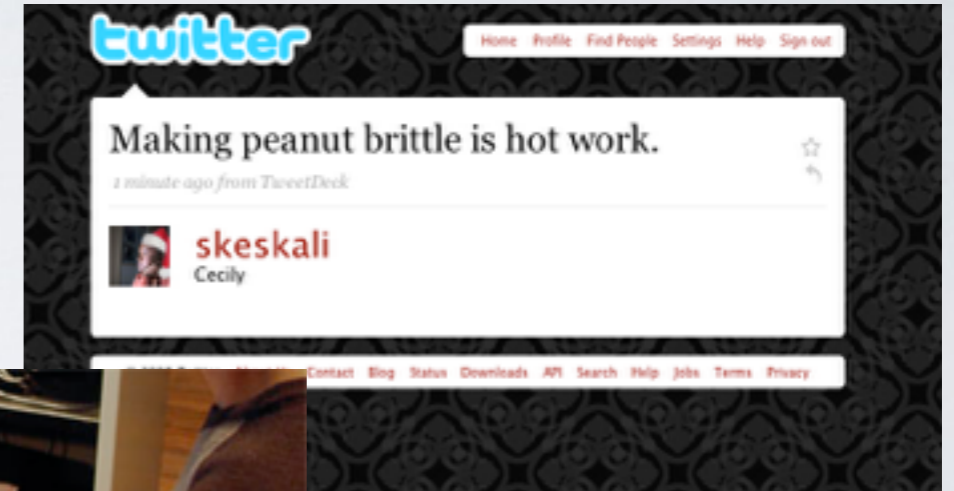 twitter
Home Profile Find People Settings Help Sign out
Making peanut brittle is hot work.
1 minute ago from TweetDeck
skeskali
Cecily
Contact Blog Status Downloads API Search Help Jobs Terms Privacy